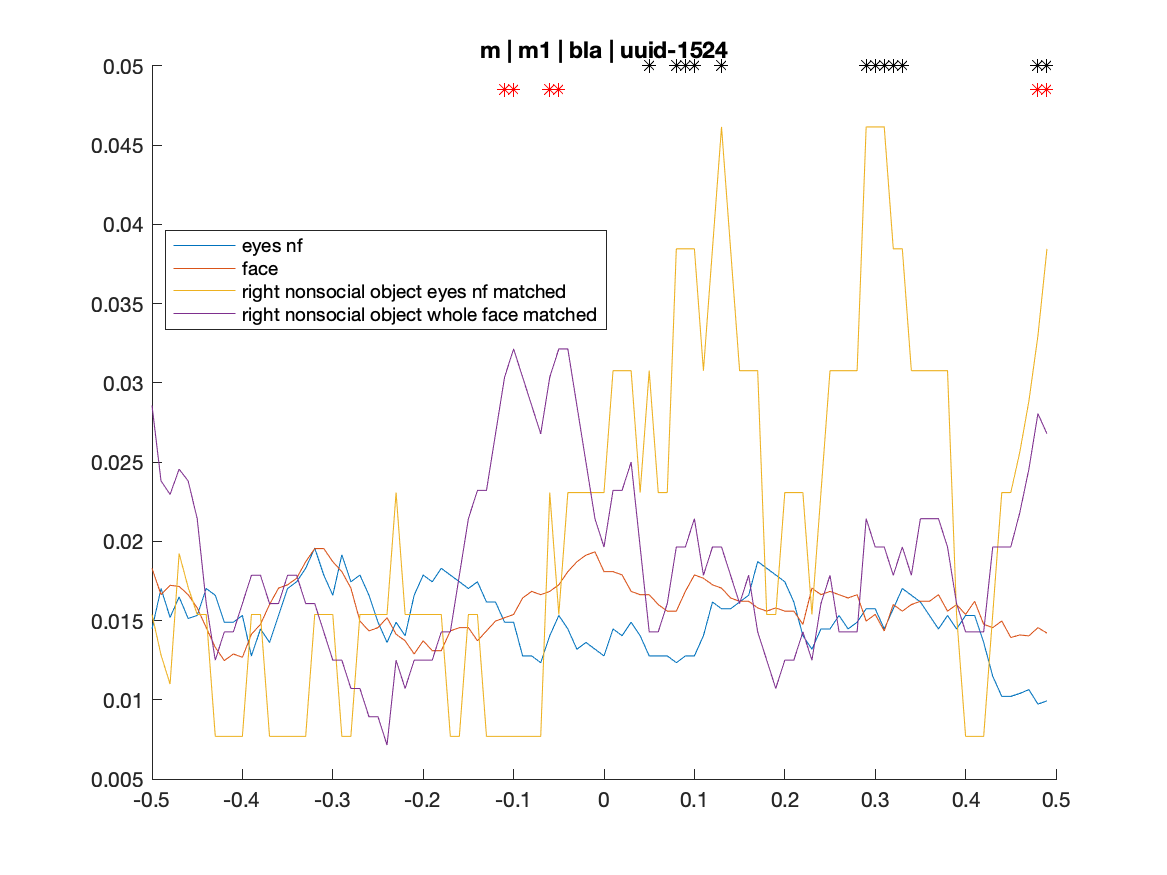 m | m1 | bla | uuid-1524
0.05
0.045
0.04
0.035
0.03
0.025
0.02
0.015
0.01
0.005
eyes nf
face
right nonsocial object eyes nf matched
right nonsocial object whole face matched
-0.5 -0.4 -0.3 -0.2 -0.1 0 0.1 0.2 0.3 0.4 0.5